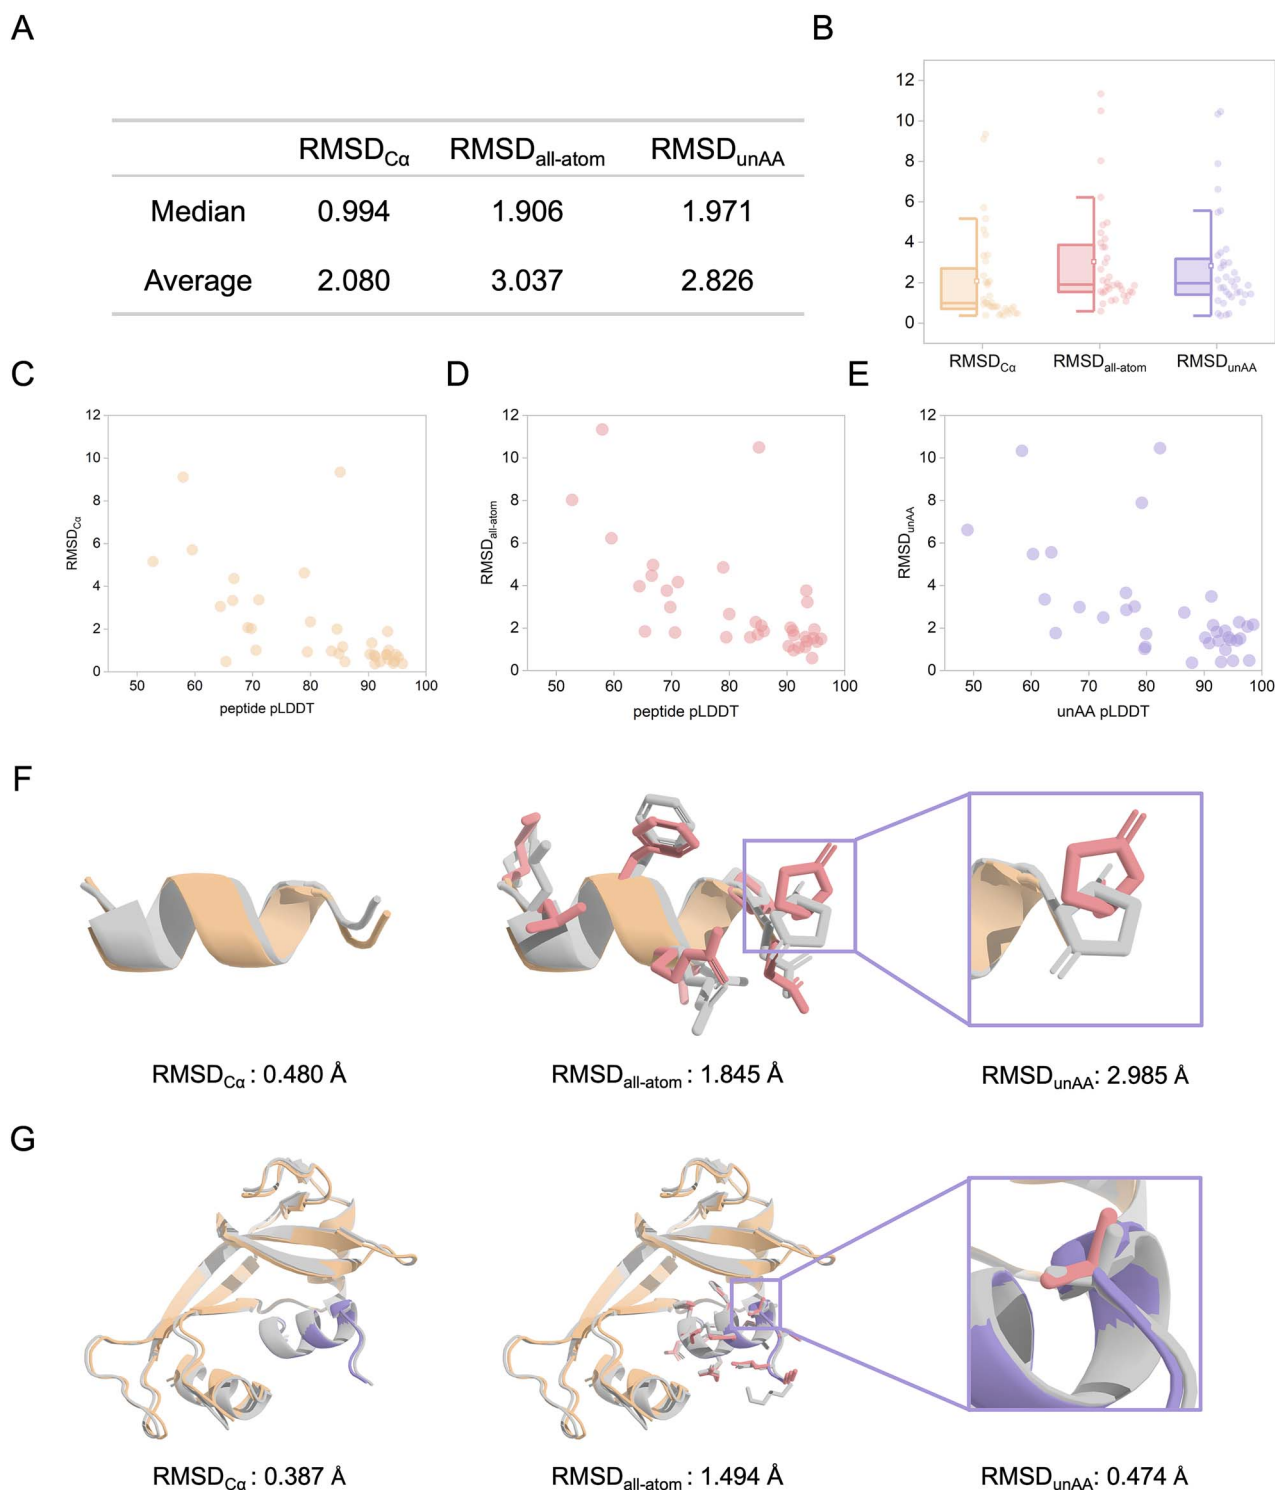 A
RMSDCα RMSDall-atom RMSDunAA
Median 0.994 1.906 1.971
Average 2.080 3.037 2.826
B
12
10
8
6
4
2
0
RMSDCα RMSDall-atom RMSDunAA
C
12
10
8
6
4
2
0
RMSDCα
50 60 70 80 90 100
peptide pLDDT
D
12
10
8
6
4
2
0
RMSDall-atom
50 60 70 80 90 100
peptide pLDDT
E
12
10
8
6
4
2
0
RMSDunAA
50 60 70 80 90 100
unAA pLDDT
F
RMSDCα : 0.480 Å
RMSDall-atom : 1.845 Å
RMSDunAA: 2.985 Å
G
RMSDCα : 0.387 Å
RMSDall-atom : 1.494 Å
RMSDunAA: 0.474 Å